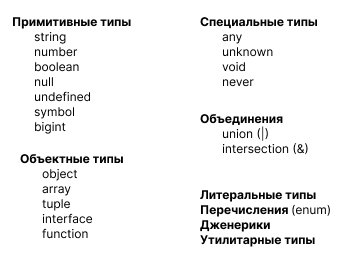 Примитивные типы
string
number
boolean
null
undefined
symbol
bigint
Объектные типы
object
array
tuple
interface
function
Специальные типы
any
unknown
void
never
Объединения
union (|)
intersection (&)
Литеральные типы
Перечисления (enum)
Дженерики
Утилитарные типы